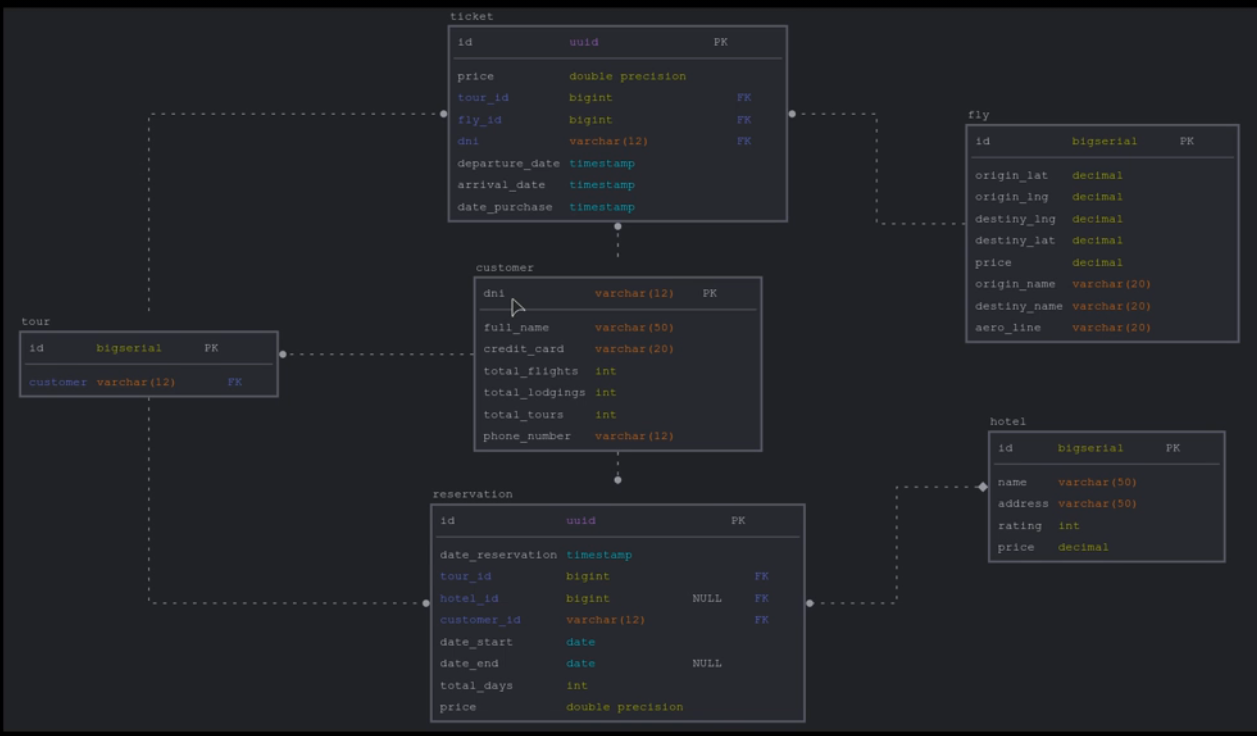 ticket
id uuid PK
price double precision
tour_id bigint FK
fly_id bigint FK
dni varchar(12) FK
departure_date timestamp
arrival_date timestamp
date_purchase timestamp
fly
id bigserial PK
origin_lat decimal
origin_lng decimal
destiny_lng decimal
destiny_lat decimal
price decimal
origin_name varchar(20)
destiny_name varchar(20)
aero_line varchar(20)
customer
dni varchar(12) PK
full_name varchar(50)
credit_card varchar(20)
total_flights int
total_lodgings int
total_tours int
phone_number varchar(12)
tour
id bigserial PK
customer varchar(12) FK
hotel
id bigserial PK
name varchar(50)
address varchar(50)
rating int
price decimal
reservation
id uuid PK
date_reservation timestamp
tour_id bigint FK
hotel_id bigint NULL FK
customer_id varchar(12) FK
date_start date
date_end date NULL
total_days int
price double precision